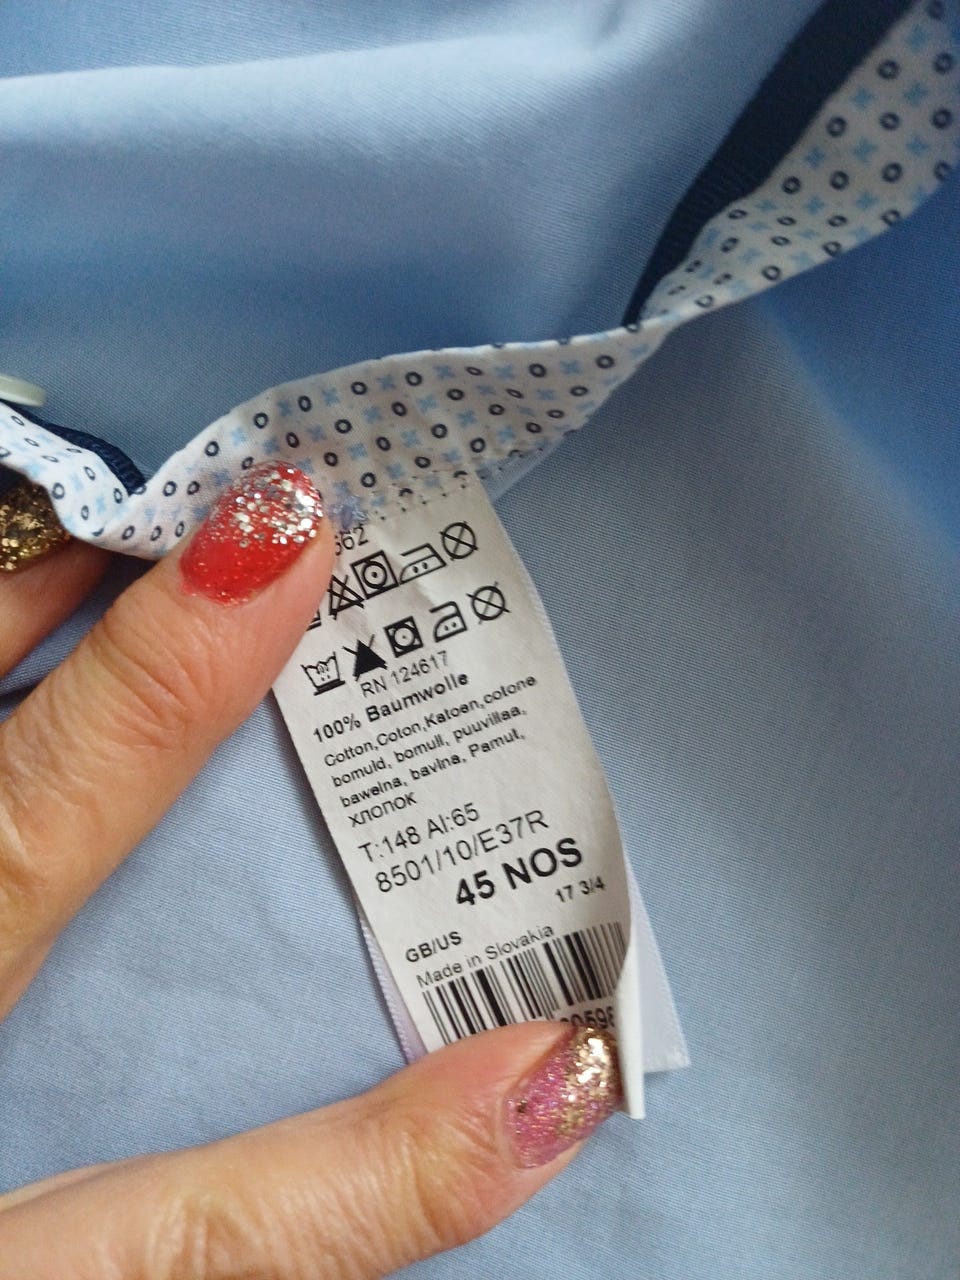 662
RN 124617
100% Baumwolle
Cotton,Coton,Katoen,cotone
bomuld, bomull, puuvillaa,
bawelna, bavlna, Pamut,
ХЛОПОК
T:148 AI:65
8501/10/E37R
45 NOS
GB/US 17 3/4
Made in Slovakia